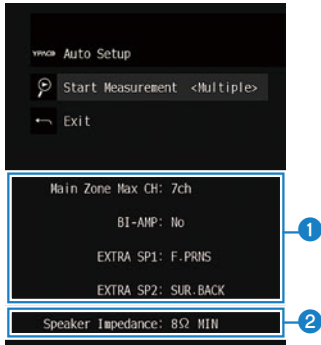 YPAO Auto Setup
Start Measurement <Multiple>
Exit
Main Zone Max CH: 7ch
BI-AMP: No
EXTRA SP1: F.PRNS
EXTRA SP2: SUR.BACK
1
Speaker Impedance: 8Ω MIN
2